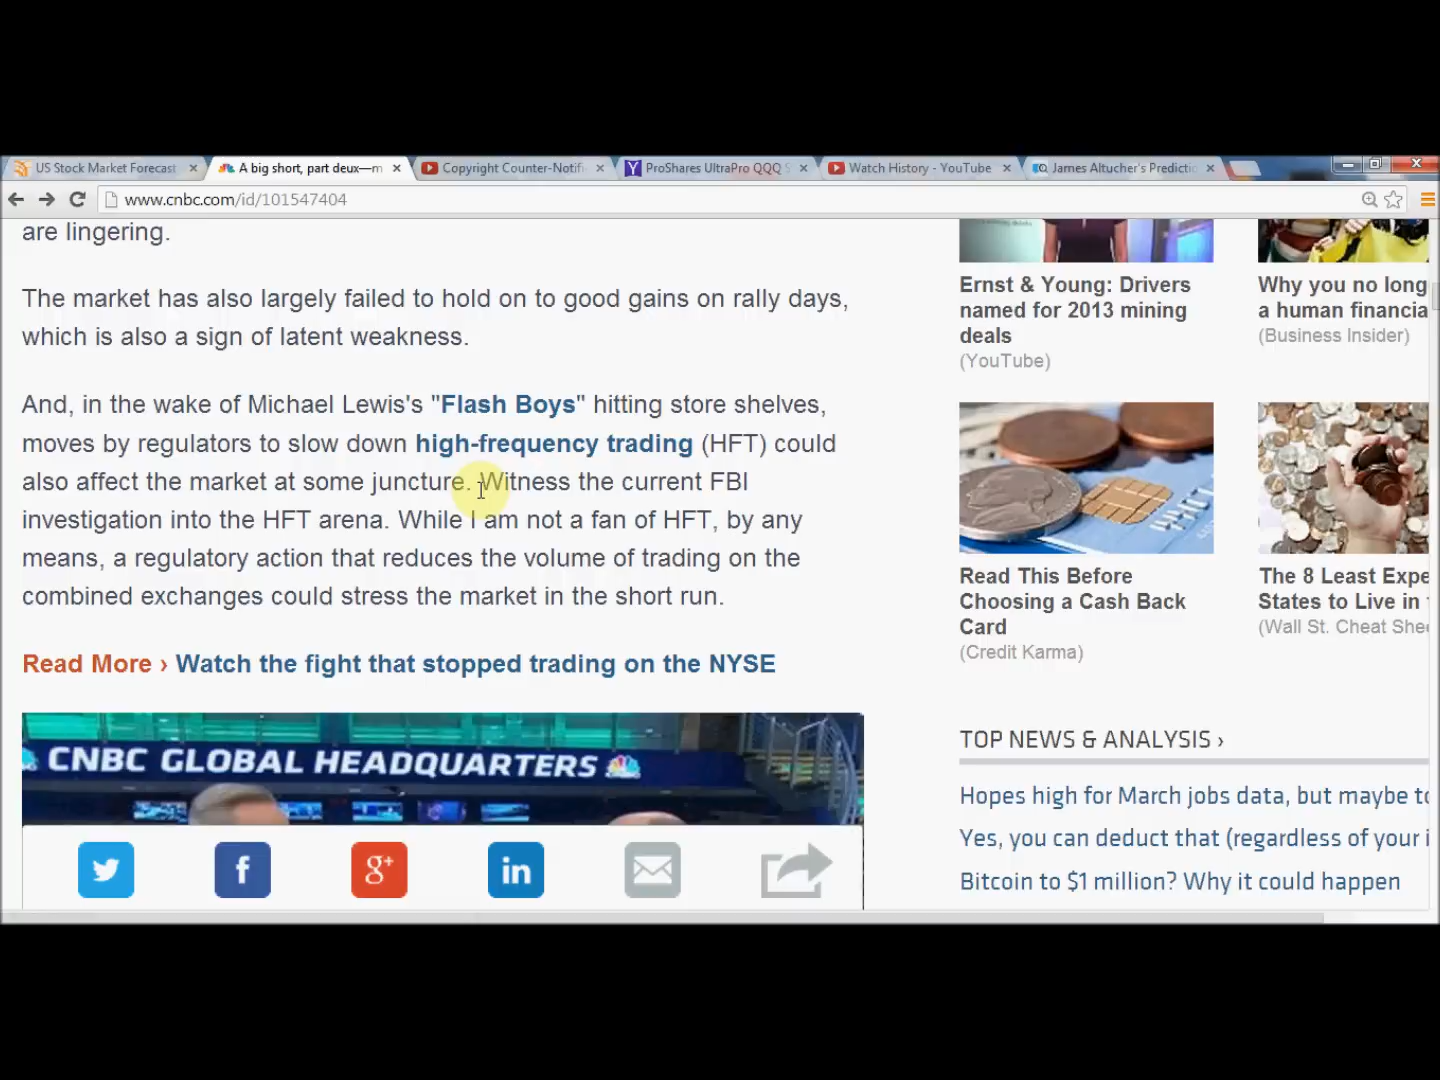 US Stock Market Forecast
A big short, part deux—m
Copyright Counter-Notifi
ProShares UltraPro QQQ S
Watch History - YouTube
James Altucher's Predictio
www.cnbc.com/id/101547404
are lingering.
The market has also largely failed to hold on to good gains on rally days,
which is also a sign of latent weakness.
And, in the wake of Michael Lewis's "Flash Boys" hitting store shelves,
moves by regulators to slow down high-frequency trading (HFT) could
also affect the market at some juncture. Witness the current FBI
investigation into the HFT arena. While I am not a fan of HFT, by any
means, a regulatory action that reduces the volume of trading on the
combined exchanges could stress the market in the short run.
Read More › Watch the fight that stopped trading on the NYSE
CNBC GLOBAL HEADQUARTERS
f
g+
in
Ernst & Young: Drivers
named for 2013 mining
deals
(YouTube)
Why you no long
a human financia
(Business Insider)
Read This Before
Choosing a Cash Back
Card
(Credit Karma)
The 8 Least Expe
States to Live in
(Wall St. Cheat Shee
TOP NEWS & ANALYSIS ›
Hopes high for March jobs data, but maybe to
Yes, you can deduct that (regardless of your i
Bitcoin to $1 million? Why it could happen